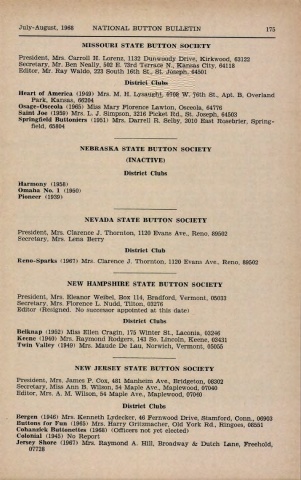 July-August, 1968 NATIONAL BUTTON BULLETIN 175
MISSOURI STATE BUTTON SOCIETY
President, Mrs. Carroll H. Lorenz, 1132 Dunwoody Drive, Kirkwood, 63122
Secretary, Mr. Ben Neally, 502 E. 73rd Terrace N., Kansas City, 64118
Editor, Mr. Ray Waldo, 223 South 16th St., St. Joseph, 64501
District Clubs
Heart of America (1949) Mrs. M. H. Lysaught, 6708 W. 76th St., Apt. B, Overland
Park, Kansas, 66204
Osage-Osceola (1965) Miss Mary Florence Lawton, Osceola, 64776
Saint Joe (1959) Mrs. L. J. Simpson, 3216 Picket Rd., St. Joseph, 64503
Springfield Buttoniers (1951) Mrs. Darrell R. Selby, 2010 East Rosebrier, Spring-
field, 65804
NEBRASKA STATE BUTTON SOCIETY
(INACTIVE)
District Clubs
Harmony (1958)
Omaha No. 1 (1950)
Pioneer (1939)
NEVADA STATE BUTTON SOCIETY
President, Mrs. Clarence J. Thornton, 1120 Evans Ave., Reno, 89502
Secretary, Mrs. Lena Berry
District Club
Reno-Sparks (1967) Mrs. Clarence J. Thornton, 1120 Evans Ave., Reno, 89502
NEW HAMPSHIRE STATE BUTTON SOCIETY
President, Mrs. Eleanor Weibel, Box 114, Bradford, Vermont, 05033
Secretary, Mrs. Florence L. Nudd, Tilton, 03276
Editor (Resigned. No successor appointed at this date)
District Clubs
Belknap (1952) Miss Ellen Cragin, 175 Winter St., Laconia, 03246
Keene (1940) Mrs. Raymond Rodgers, 143 So. Lincoln, Keene, 03431
Twin Valley (1949) Mrs. Maude De Lau, Norwich, Vermont, 05055
NEW JERSEY STATE BUTTON SOCIETY
President, Mrs. James P. Cox, 481 Manheim Ave., Bridgeton, 08302
Secretary, Miss Ann B. Wilson, 54 Maple Ave., Maplewood, 07040
Editor, Mrs. A. M. Wilson, 54 Maple Ave., Maplewood, 07040
District Clubs
Bergen (1946) Mrs. Kenneth Lydecker, 46 Fernwood Drive, Stamford, Conn., 06903
Buttons for Fun (1965) Mrs. Harry Gritzmacher, Old York Rd., Ringoes, 08551
Cohanzick Buttonettes (1968) (Officers not yet elected)
Colonial (1945) No Report
Jersey Shore (1967) Mrs. Raymond A. Hill, Broadway & Dutch Lane, Freehold,
07728